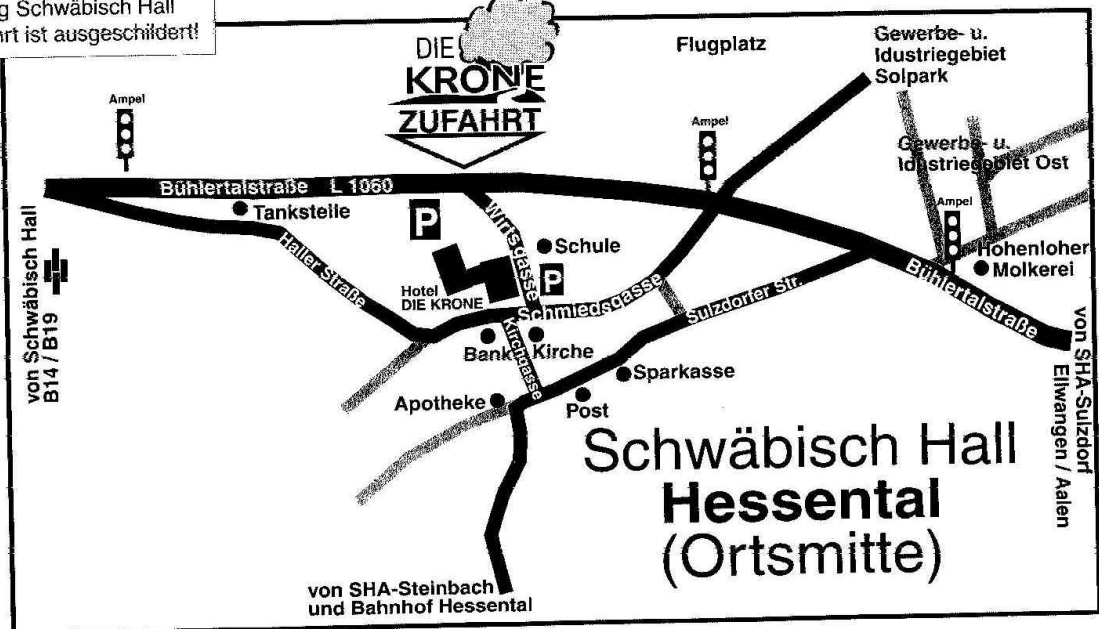 g Schwäbisch Hall
hrt ist ausgeschildert!
DIE
KRONE
ZUFAHRT
Flugplatz
Gewerbe- u.
Idustriegebiet
Solpark
Ampel
Ampel
Gewerbe- u.
Idustriegebiet Ost
Ampel
Bühlertalstraße L 1060
Tankstelle
P
Wirtsgasse
Schule
Hohenloher
Molkerei
Haller Straße
Hotel
DIE KRONE
P
Schmiedsgasse
Sulzdorfer Str.
Bühlertalstraße
von Schwäbisch Hall
B14 / B19
Bank
Kirchgasse
Kirche
Sparkasse
Apotheke
Post
von SHA-Sulzdorf
Ellwangen / Aalen
Schwäbisch Hall
Hessental
(Ortsmitte)
von SHA-Steinbach
und Bahnhof Hessental